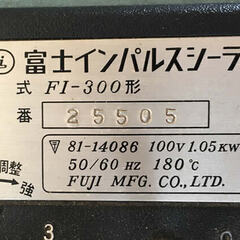 富士インパルスシーラ
式 FI-300形
番 25505
81-14086 100V 1.05KW
50/60 HZ 180℃
調整 強
FUJI MFG. CO., LTD.
3